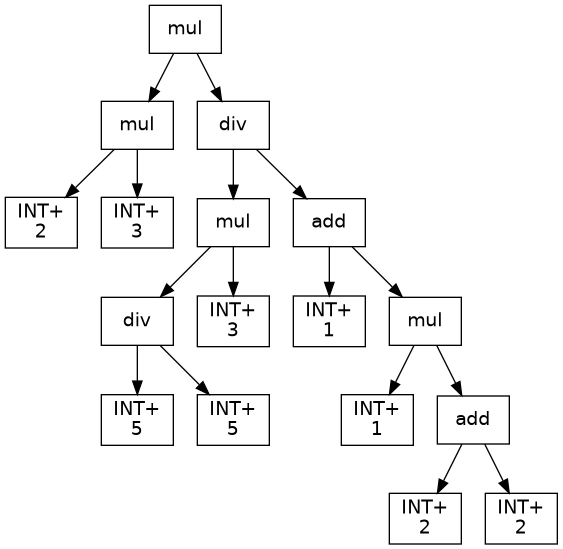 mul
mul
div
INT+
2
INT+
3
mul
add
div
INT+
3
INT+
1
mul
INT+
5
INT+
5
INT+
1
add
INT+
2
INT+
2